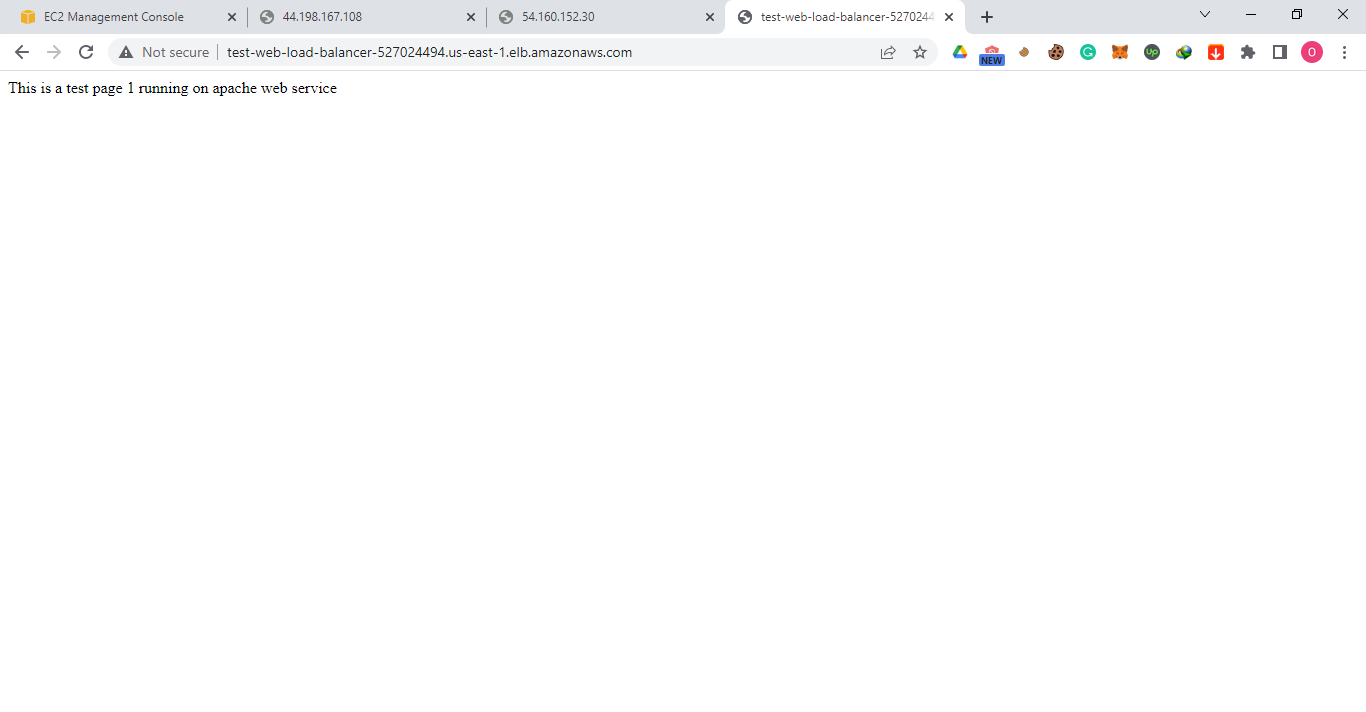 EC2 Management Console
44.198.167.108
54.160.152.30
test-web-load-balancer-5270244
Not secure
test-web-load-balancer-527024494.us-east-1.elb.amazonaws.com
NEW
Up
O
This is a test page 1 running on apache web service